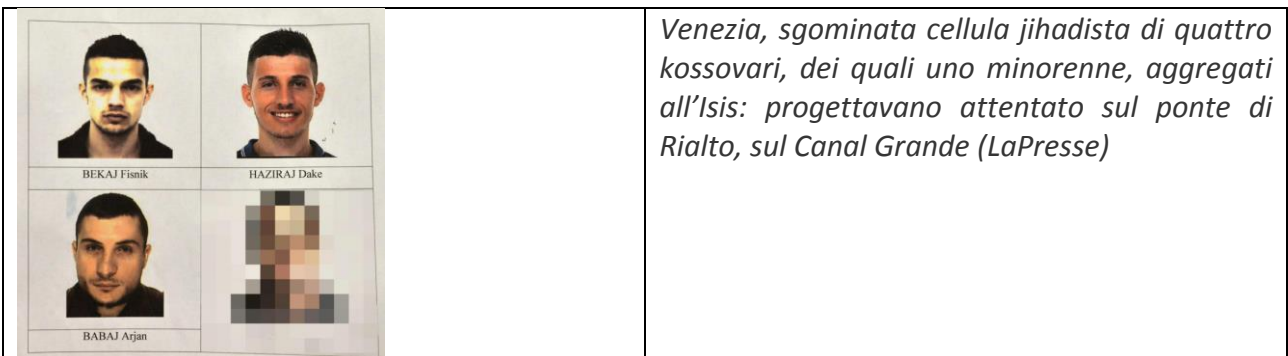 BEKAJ Fisnik
HAZIRAJ Dake
BABAJ Arjan
Venezia, sgominata cellula jihadista di quattro
kossovari, dei quali uno minorenne, aggregati
all’Isis: progettavano attentato sul ponte di
Rialto, sul Canal Grande (LaPresse)